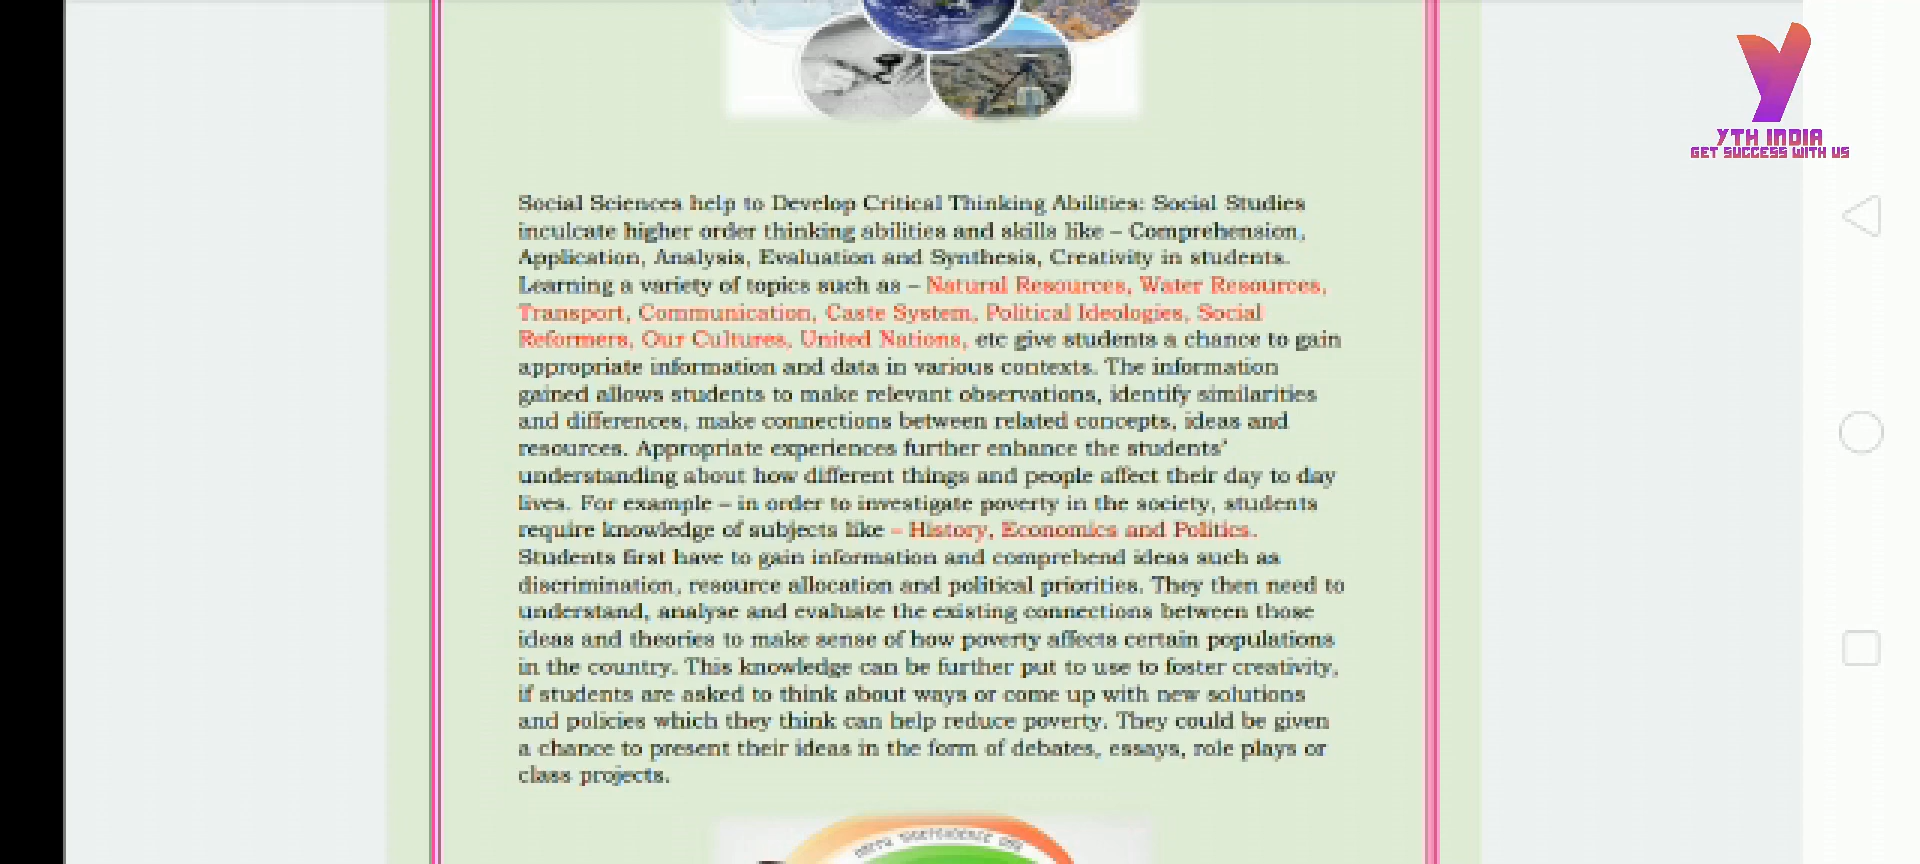 YTH INDIA
GET SUCCESS WITH US
Social Sciences help to Develop Critical Thinking Abilities: Social Studies
inculcate higher order thinking abilities and skills like – Comprehension,
Application, Analysis, Evaluation and Synthesis, Creativity in students.
Learning a variety of topics such as – Natural Resources, Water Resources,
Transport, Communication, Caste System, Political Ideologies, Social
Reformers, Our Cultures, United Nations, etc give students a chance to gain
appropriate information and data in various contexts. The information
gained allows students to make relevant observations, identify similarities
and differences, make connections between related concepts, ideas and
resources. Appropriate experiences further enhance the students’
understanding about how different things and people affect their day to day
lives. For example – in order to investigate poverty in the society, students
require knowledge of subjects like – History, Economics and Politics.
Students first have to gain information and comprehend ideas such as
discrimination, resource allocation and political priorities. They then need to
understand, analyse and evaluate the existing connections between those
ideas and theories to make sense of how poverty affects certain populations
in the country. This knowledge can be further put to use to foster creativity,
if students are asked to think about ways or come up with new solutions
and policies which they think can help reduce poverty. They could be given
a chance to present their ideas in the form of debates, essays, role plays or
class projects.
INDEPENDENCE DAY